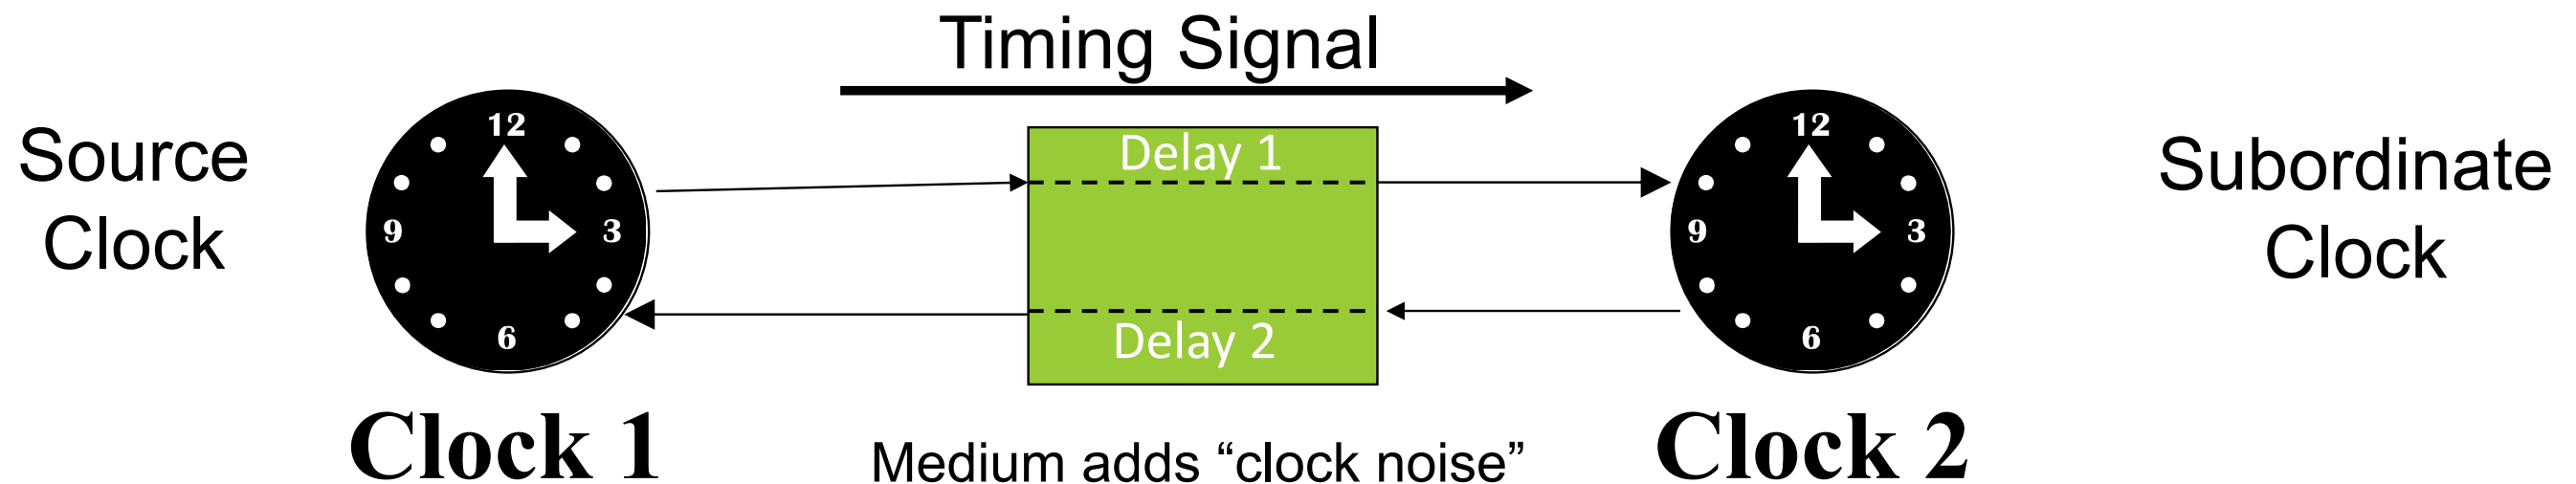 Timing Signal
Source
Clock
12
9
3
6
Clock 1
Delay 1
Delay 2
Medium adds “clock noise”
12
9
3
6
Clock 2
Subordinate
Clock